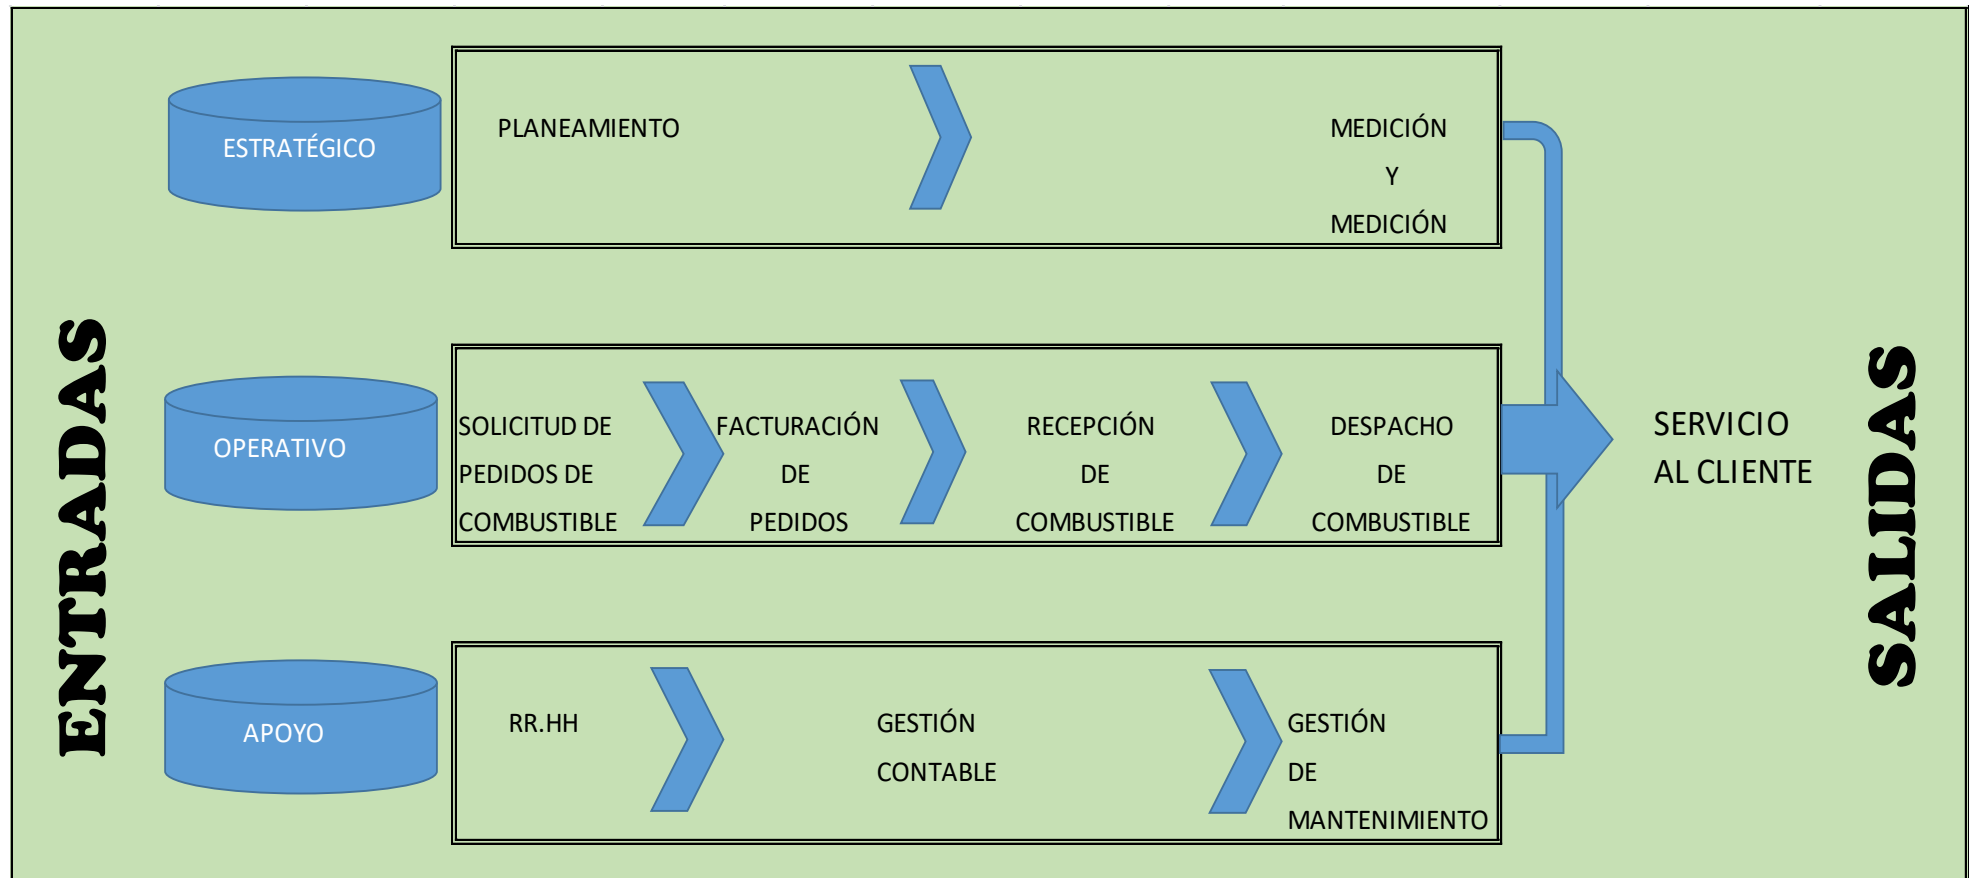 ENTRADAS
ESTRATÉGICO
PLANEAMIENTO
MEDICIÓN
Y
MEDICIÓN
OPERATIVO
SOLICITUD DE
PEDIDOS DE
COMBUSTIBLE
FACTURACIÓN
DE
PEDIDOS
RECEPCIÓN
DE
COMBUSTIBLE
DESPACHO
DE
COMBUSTIBLE
APOYO
RR.HH
GESTIÓN
CONTABLE
GESTIÓN
DE
MANTENIMIENTO
SERVICIO
AL CLIENTE
SALIDAS